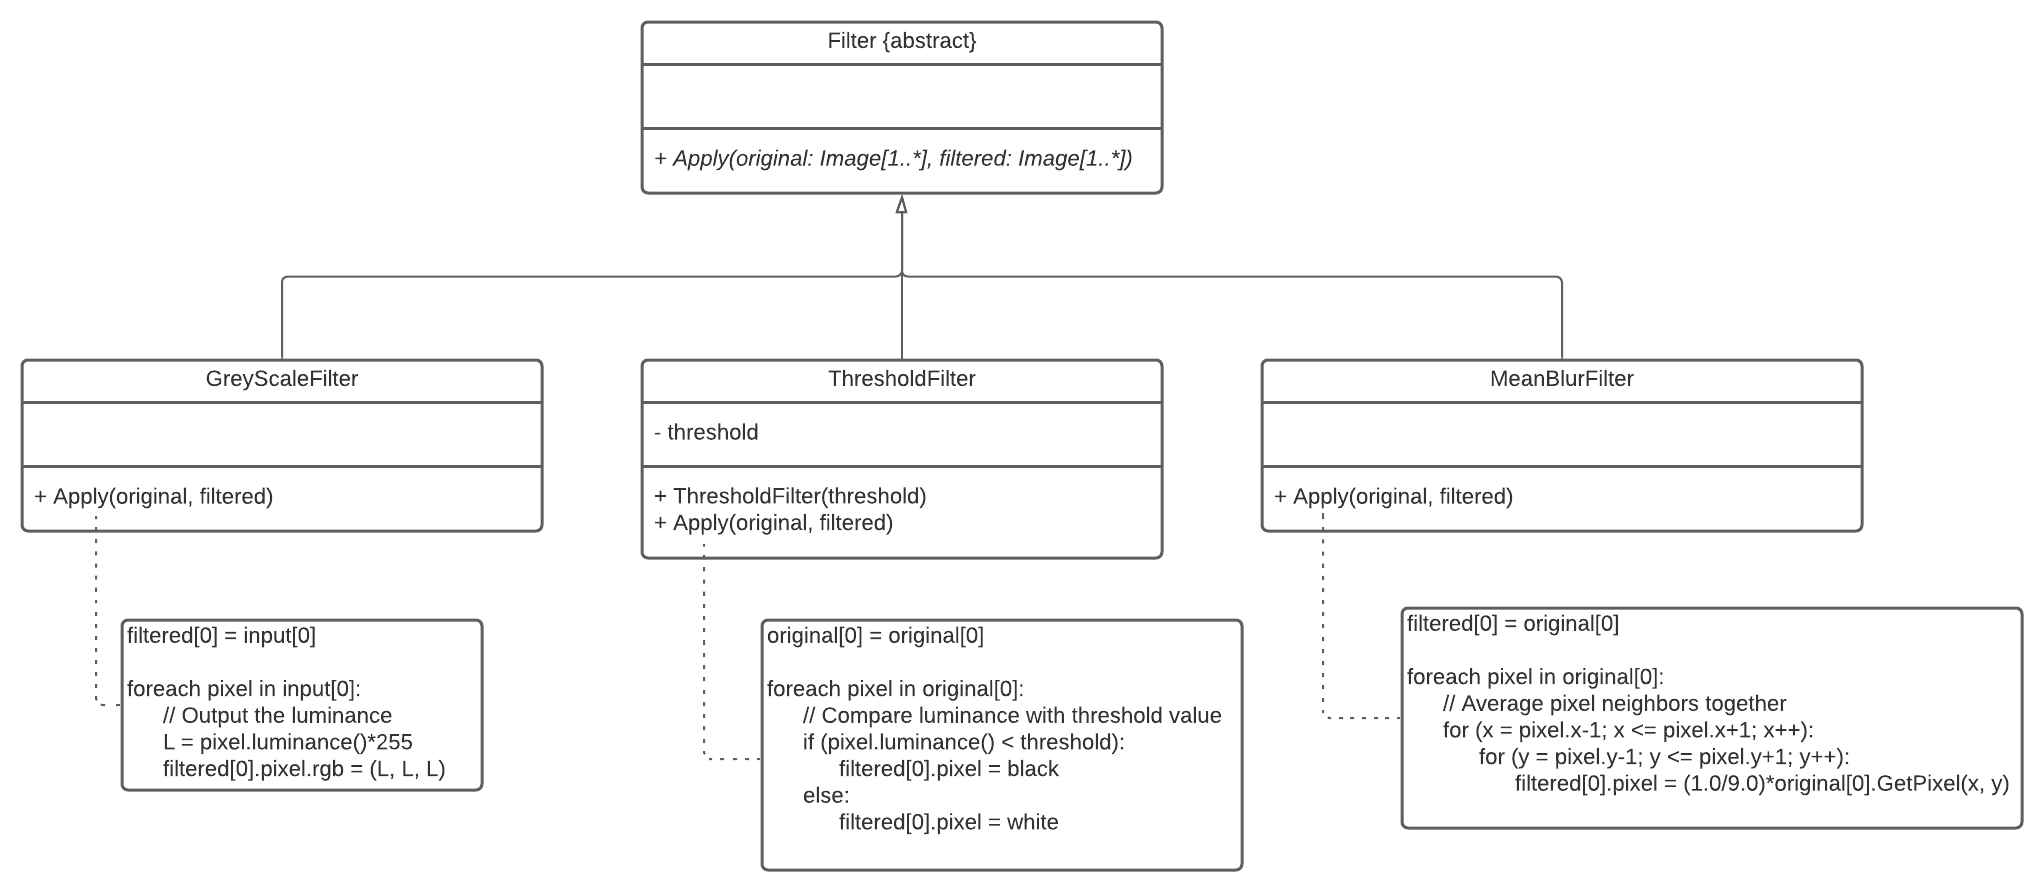 Filter {abstract}
+ Apply(original: Image[1..*], filtered: Image[1..*])
GreyScaleFilter
+ Apply(original, filtered)
filtered[0] = input[0]
foreach pixel in input[0]:
// Output the luminance
L = pixel.luminance()*255
filtered[0].pixel.rgb = (L, L, L)
ThresholdFilter
- threshold
+ ThresholdFilter(threshold)
+ Apply(original, filtered)
original[0] = original[0]
foreach pixel in original[0]:
// Compare luminance with threshold value
if (pixel.luminance() < threshold):
filtered[0].pixel = black
else:
filtered[0].pixel = white
MeanBlurFilter
+ Apply(original, filtered)
filtered[0] = original[0]
foreach pixel in original[0]:
// Average pixel neighbors together
for (x = pixel.x-1; x <= pixel.x+1; x++):
for (y = pixel.y-1; y <= pixel.y+1; y++):
filtered[0].pixel = (1.0/9.0)*original[0].GetPixel(x, y)